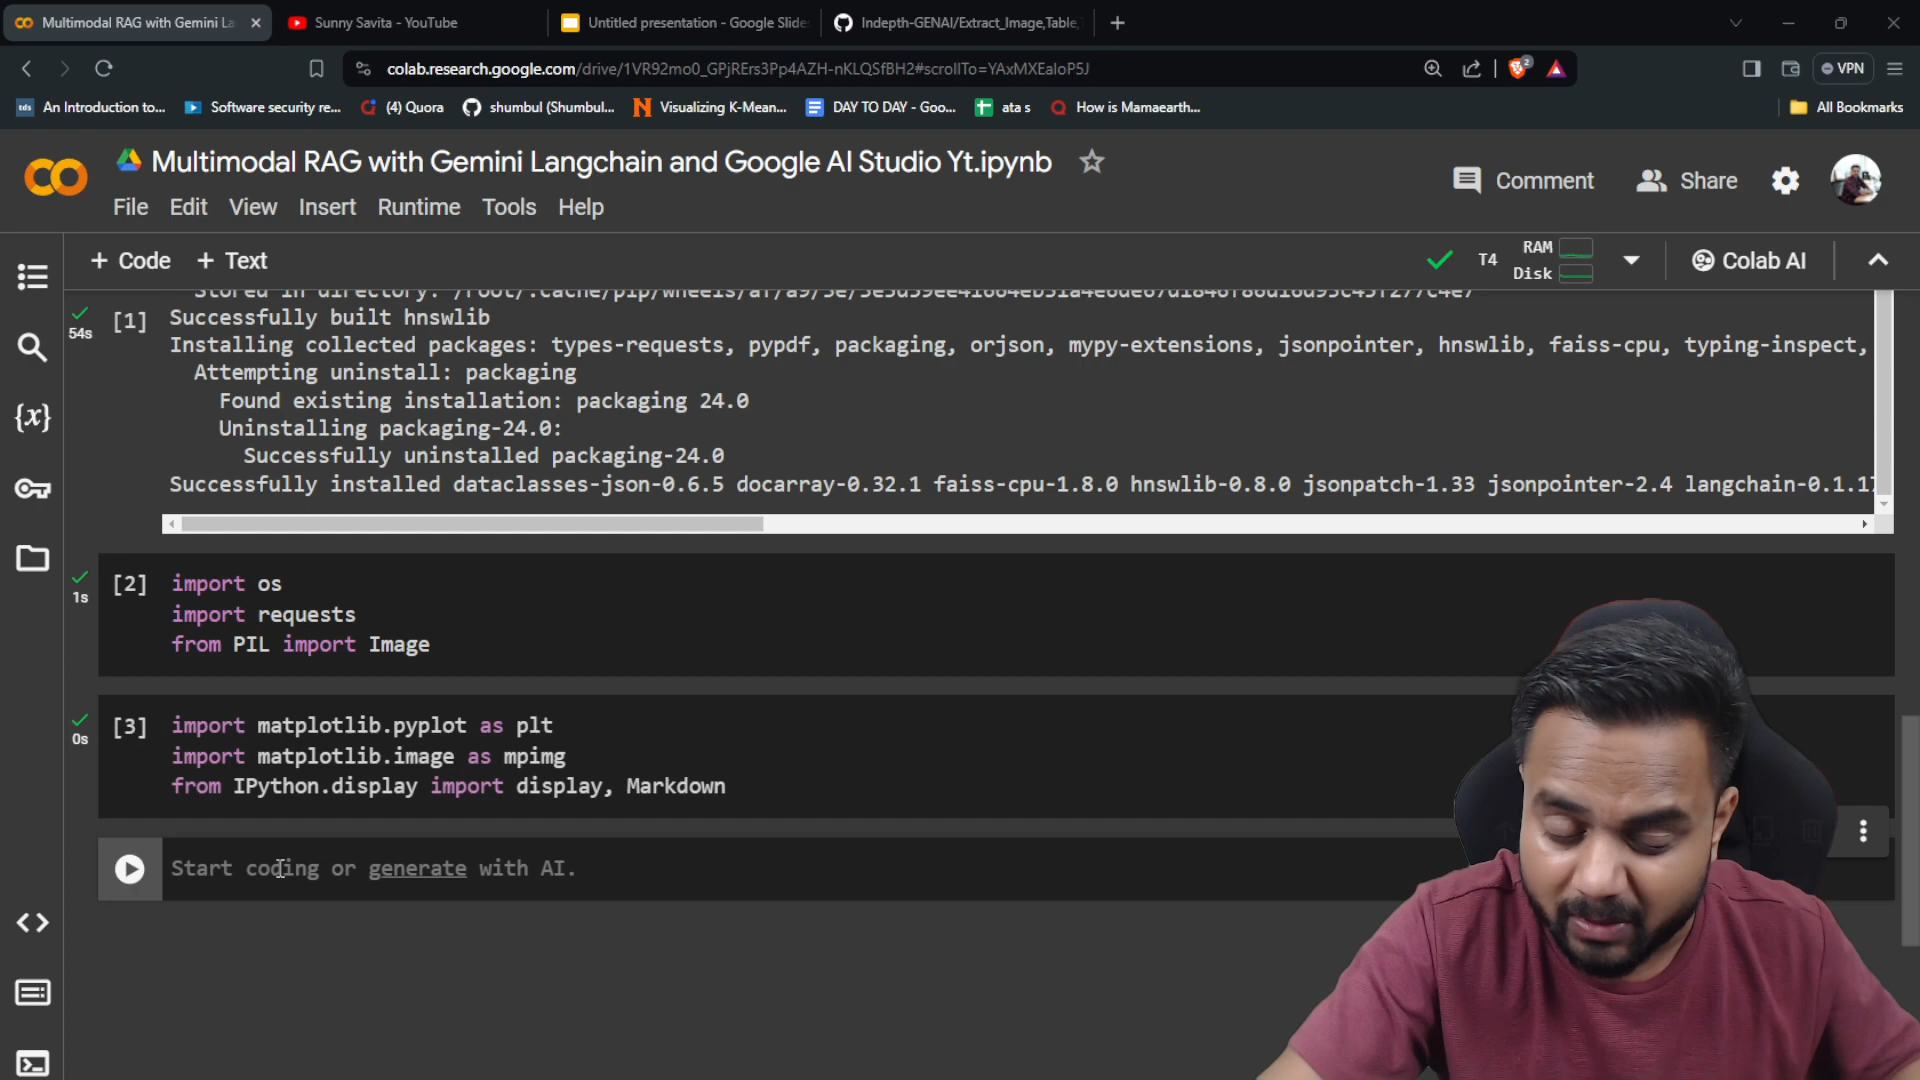 Multimodal RAG with Gemini La
Sunny Savita - YouTube
Untitled presentation - Google Slide
Indepth-GENAI/Extract_Image,Table,
colab.research.google.com/drive/1VR92mo0_GPjRErs3Pp4AZH-nKLQSfBH2#scrollTo=YAxMXEaloP5J
2
VPN
tds An Introduction to...
Software security re...
(4) Quora
shumbul (Shumbul...
Visualizing K-Mean...
DAY TO DAY - Goo...
ata s
How is Mamaearth...
All Bookmarks
Multimodal RAG with Gemini Langchain and Google AI Studio Yt.ipynb
Comment
Share
File Edit View Insert Runtime Tools Help
+ Code + Text
T4
RAM
Disk
Colab AI
[1]
54s
Successfully built hnswlib
Installing collected packages: types-requests, pypdf, packaging, orjson, mypy-extensions, jsonpointer, hnswlib, faiss-cpu, typing-inspect,
Attempting uninstall: packaging
Found existing installation: packaging 24.0
Uninstalling packaging-24.0:
Successfully uninstalled packaging-24.0
Successfully installed dataclasses-json-0.6.5 docarray-0.32.1 faiss-cpu-1.8.0 hnswlib-0.8.0 jsonpatch-1.33 jsonpointer-2.4 langchain-0.1.17
[2] import os
1s
import requests
from PIL import Image
[3] import matplotlib.pyplot as plt
0s
import matplotlib.image as mpimg
from IPython.display import display, Markdown
Start coding or generate with AI.